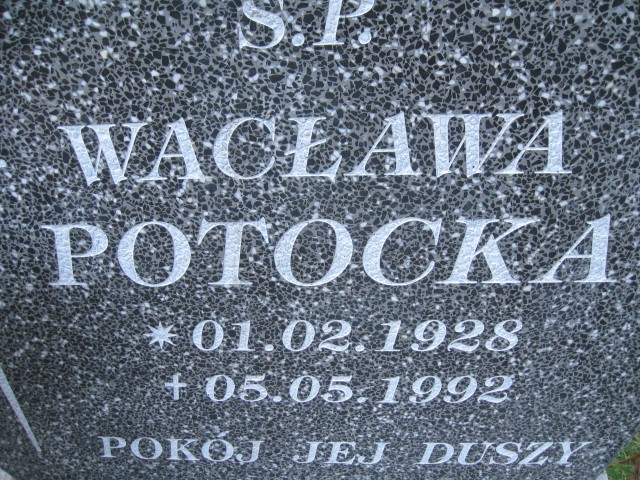 Ś.P.
WACŁAWA
POTOCKA
* 01.02.1928
† 05.05.1992
POKÓJ JEJ DUSZY